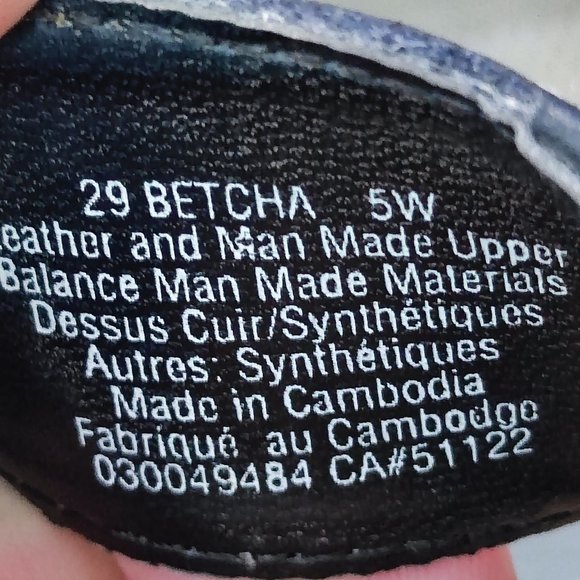 29 BETCHA 5W
Leather and Man Made Upper
Balance Man Made Materials
Dessus Cuir/Synthétiques
Autres: Synthétiques
Made in Cambodia
Fabriqué au Cambodge
030049484 CA#51122